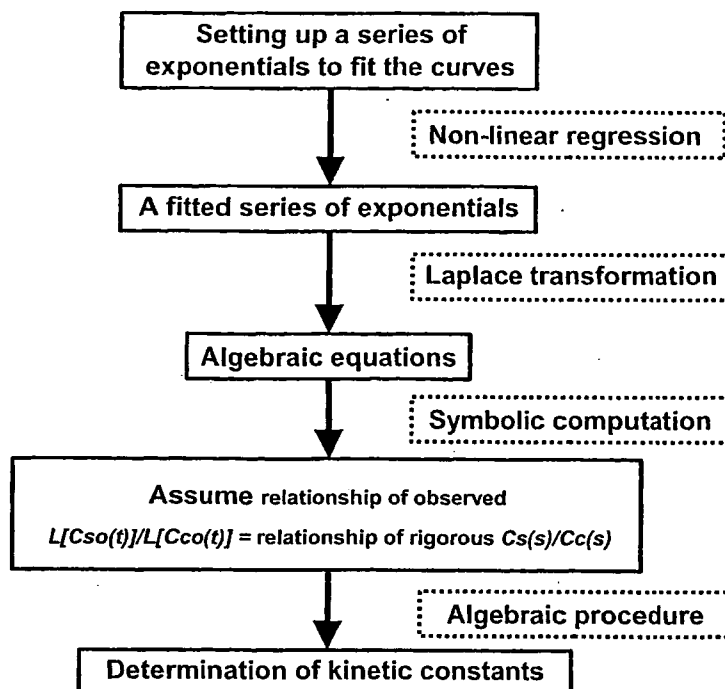 Setting up a series of
exponentials to fit the curves
Non-linear regression
A fitted series of exponentials
Laplace transformation
Algebraic equations
Symbolic computation
Assume relationship of observed
L[Cso(t)]/L[Cco(t)] = relationship of rigorous Cs(s)/Cc(s)
Algebraic procedure
Determination of kinetic constants